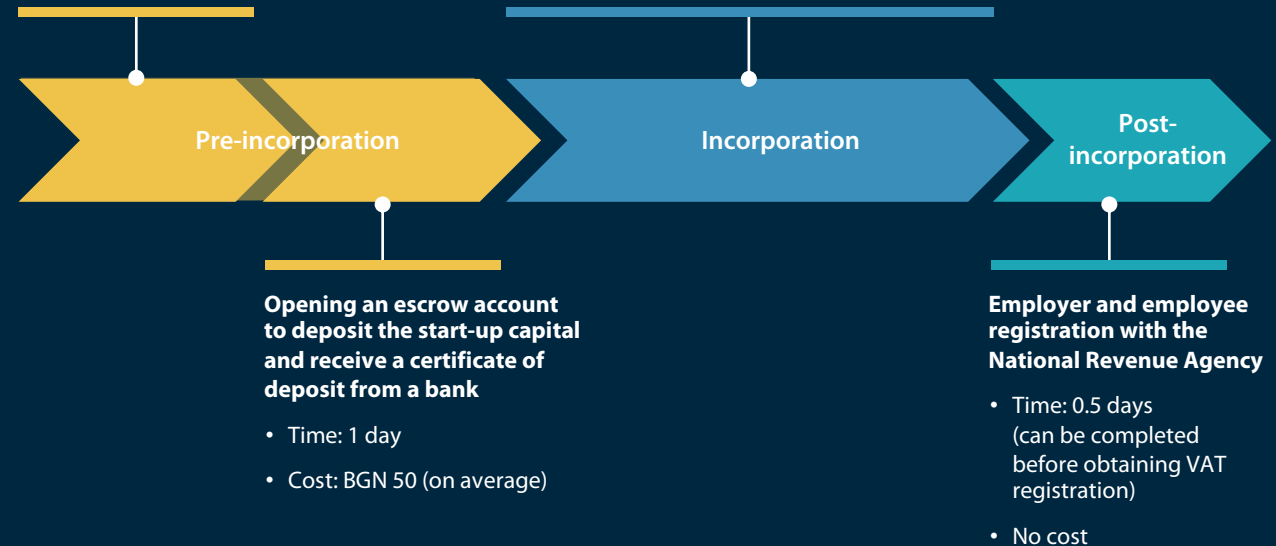 Pre-incorporation
Incorporation
Post-
incorporation
Opening an escrow account
to deposit the start-up capital
and receive a certificate of
deposit from a bank
• Time: 1 day
• Cost: BGN 50 (on average)
Employer and employee
registration with the
National Revenue Agency
• Time: 0.5 days
(can be completed
before obtaining VAT
registration)
• No cost